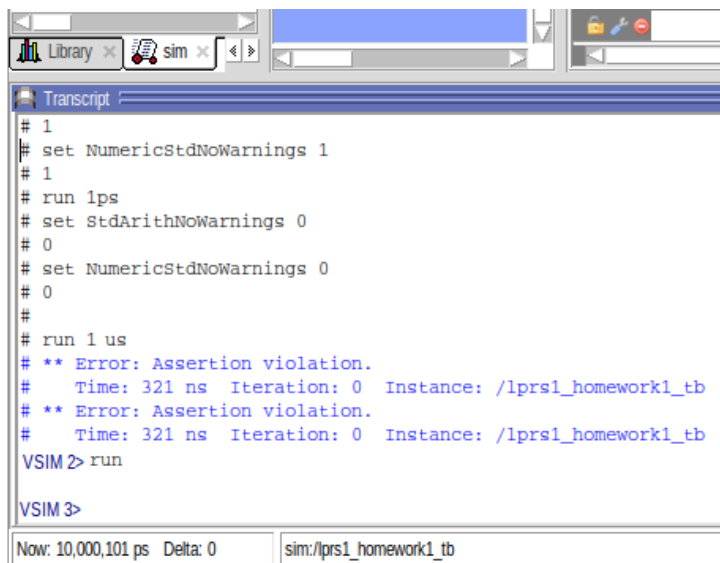 Library
sim
Transcript
# 1
# set NumericStdNoWarnings 1
# 1
# run 1ps
# set StdArithNoWarnings 0
# 0
# set NumericStdNoWarnings 0
# 0
#
# run 1 us
# ** Error: Assertion violation.
#    Time: 321 ns  Iteration: 0  Instance: /lprs1_homework1_tb
# ** Error: Assertion violation.
#    Time: 321 ns  Iteration: 0  Instance: /lprs1_homework1_tb
VSIM 2> run
VSIM 3>
Now: 10,000,101 ps  Delta: 0
sim:/lprs1_homework1_tb